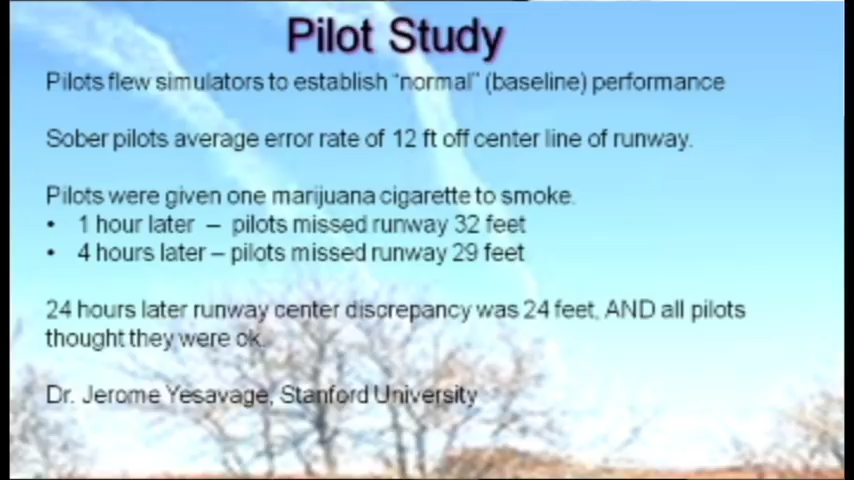 Pilot Study
Pilots flew simulators to establish "normal" (baseline) performance
Sober pilots average error rate of 12 ft off center line of runway.
Pilots were given one marijuana cigarette to smoke.
• 1 hour later – pilots missed runway 32 feet
• 4 hours later – pilots missed runway 29 feet
24 hours later runway center discrepancy was 24 feet, AND all pilots
thought they were ok.
Dr. Jerome Yesavage, Stanford University